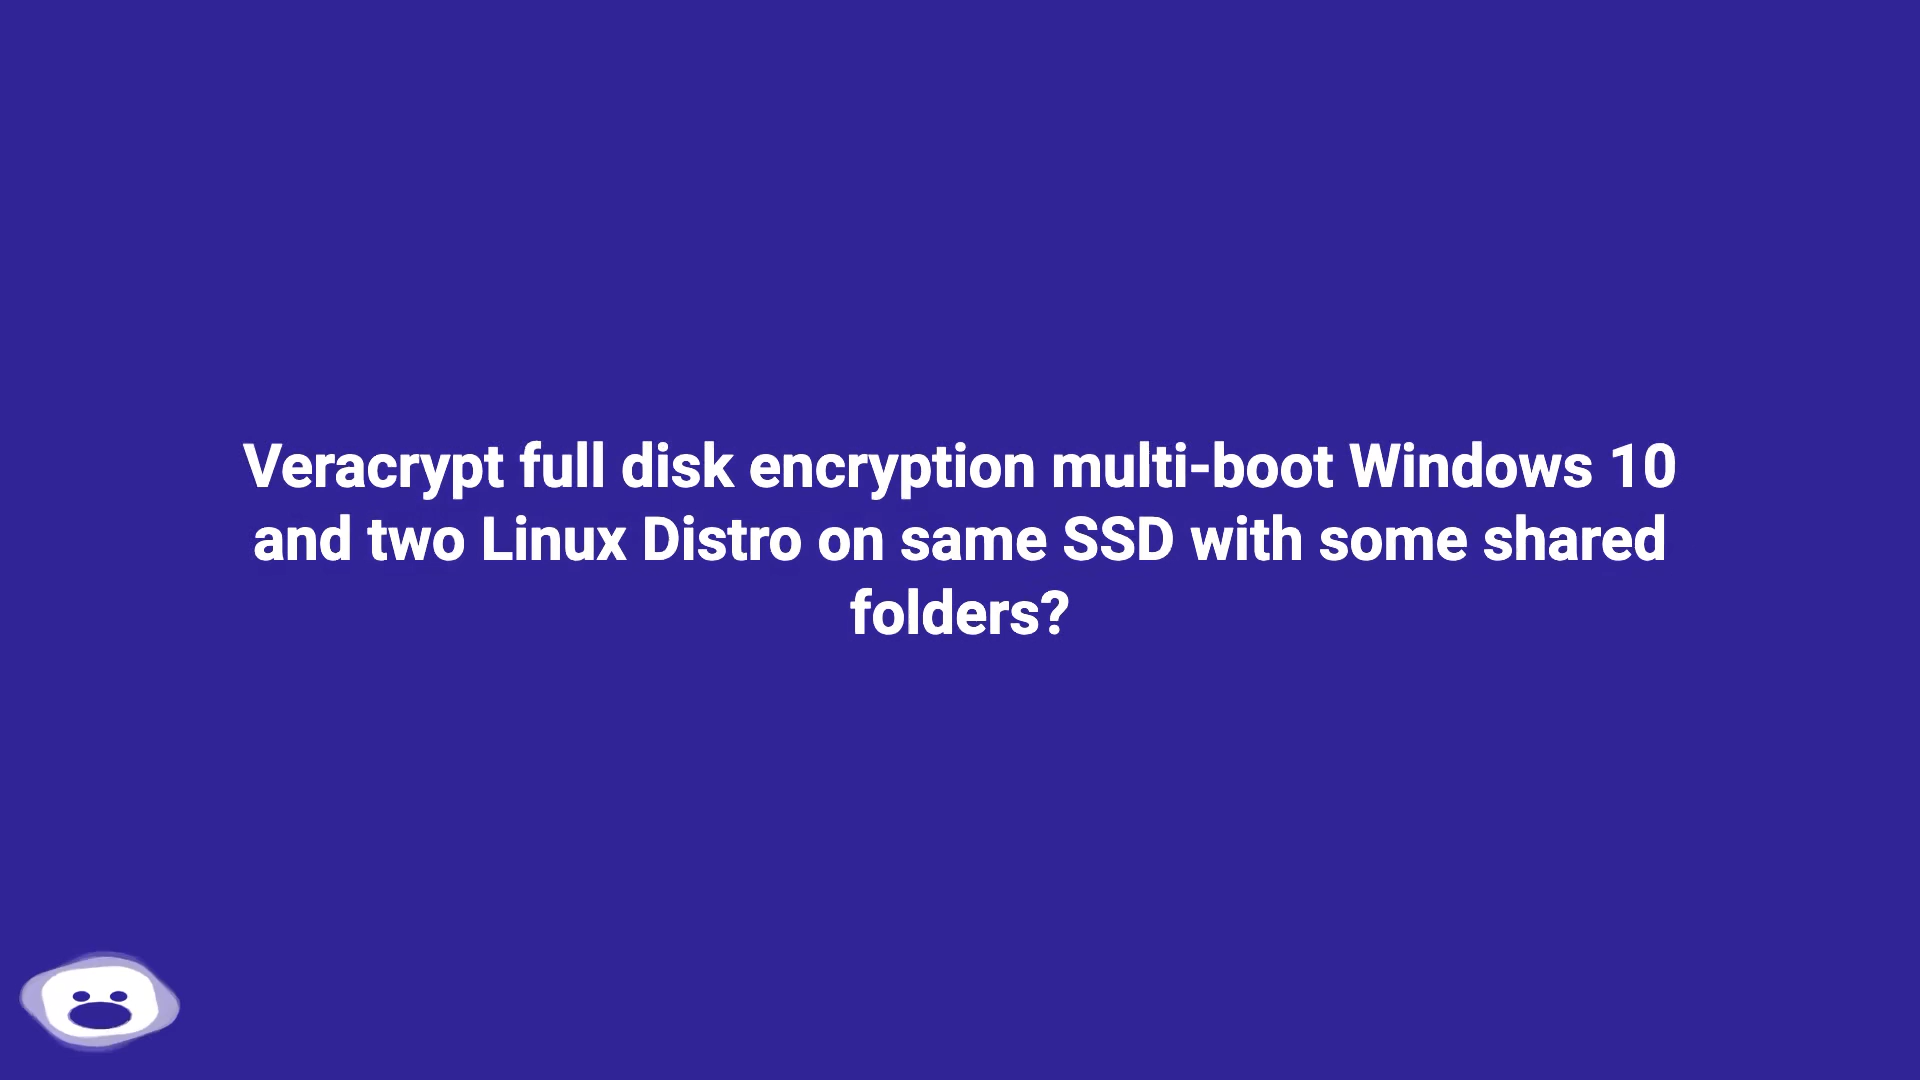 Veracrypt full disk encryption multi-boot Windows 10
and two Linux Distro on same SSD with some shared
folders?